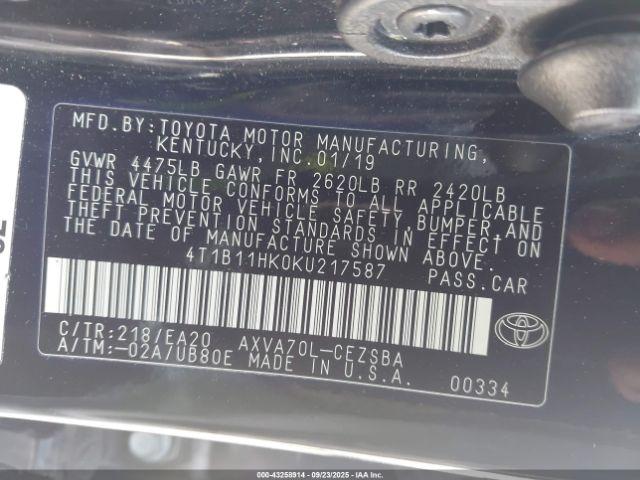 MFD.BY:TOYOTA MOTOR MANUFACTURING,
KENTUCKY,INC.01/19
GVWR 4475LB GAWR FR 2620LB RR 2420LB
THIS VEHICLE CONFORMS TO ALL APPLICABLE
FEDERAL MOTOR VEHICLE SAFETY,BUMPER,AND
THEFT PREVENTION STANDARDS IN EFFECT ON
THE DATE OF MANUFACTURE SHOWN ABOVE.
4T1B11HK0KU217587 PASS.CAR
C/TR:218/EA20 AXVA70L-CEZSBA
A/TM:-02A/UB80E MADE IN U.S.A.
00334
000-43258914 - 09/23/2025 - IAAI.COM